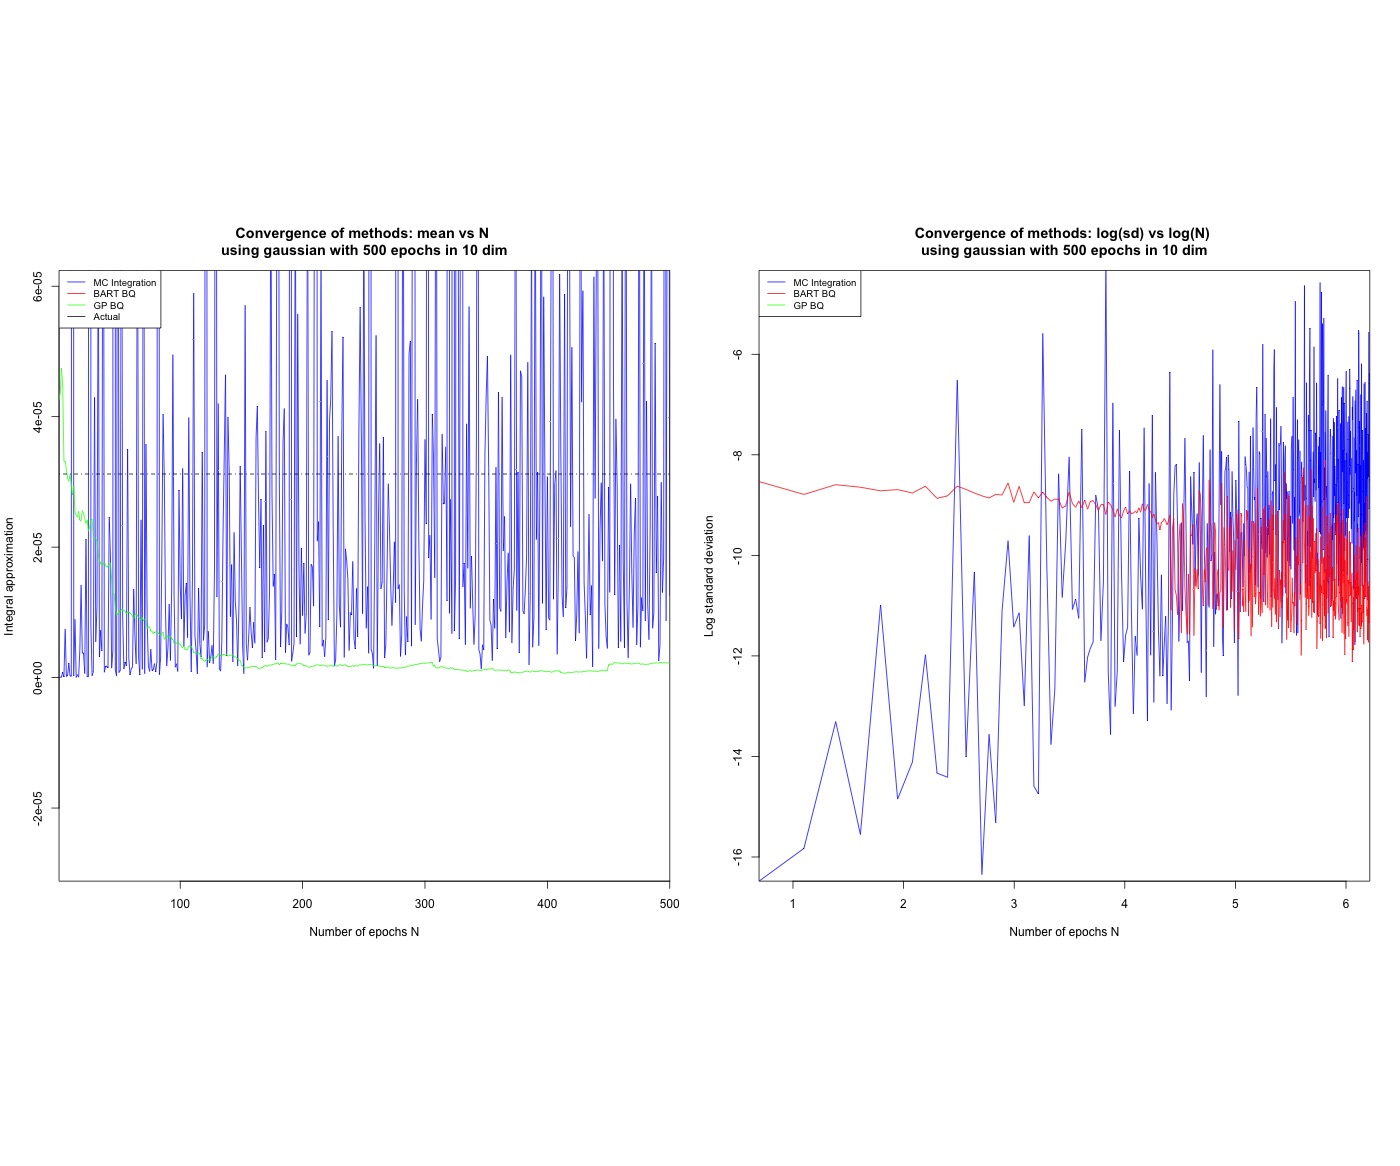 Convergence of methods: mean vs N
using gaussian with 500 epochs in 10 dim
MC Integration
BART BQ
GP BQ
Actual
Integral approximation
6e-05
4e-05
2e-05
0e+00
-2e-05
100
200
300
400
500
Number of epochs N
Convergence of methods: log(sd) vs log(N)
using gaussian with 500 epochs in 10 dim
MC Integration
BART BQ
GP BQ
Log standard deviation
-6
-8
-10
-12
-14
-16
1
2
3
4
5
6
Number of epochs N